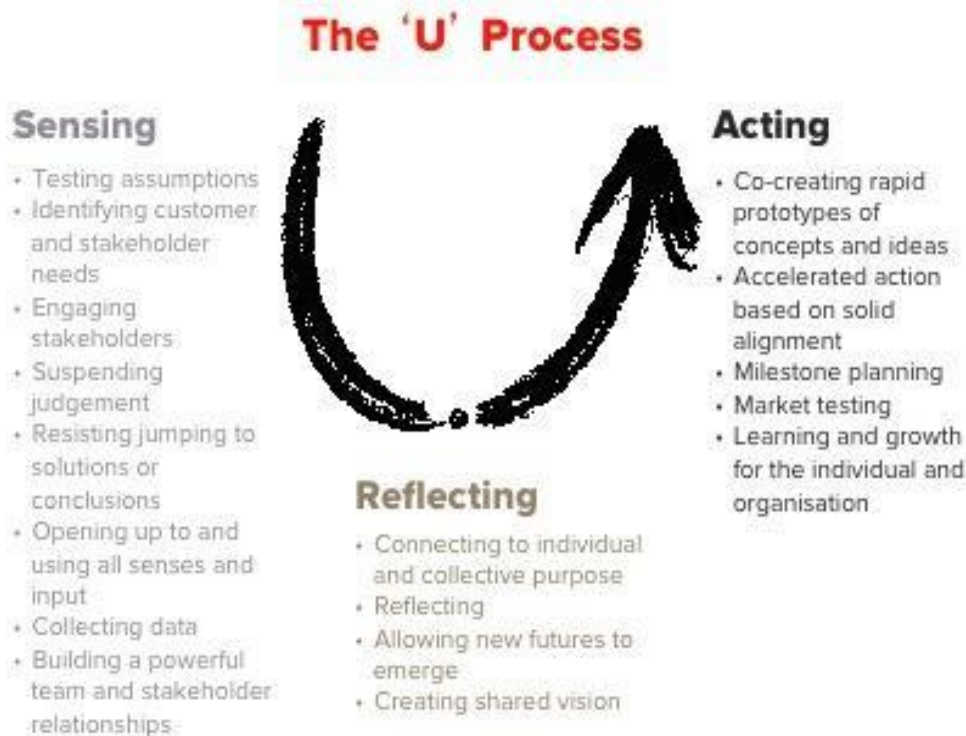 The ‘U’ Process
Sensing
• Testing assumptions
• Identifying customer
and stakeholder
needs
• Engaging
stakeholders
• Suspending
judgement
• Resisting jumping to
solutions or
conclusions
• Opening up to and
using all senses and
input
• Collecting data
• Building a powerful
team and stakeholder
relationships
Reflecting
• Connecting to individual
and collective purpose
• Reflecting
• Allowing new futures to
emerge
• Creating shared vision
Acting
• Co-creating rapid
prototypes of
concepts and ideas
• Accelerated action
based on solid
alignment
• Milestone planning
• Market testing
• Learning and growth
for the individual and
organisation